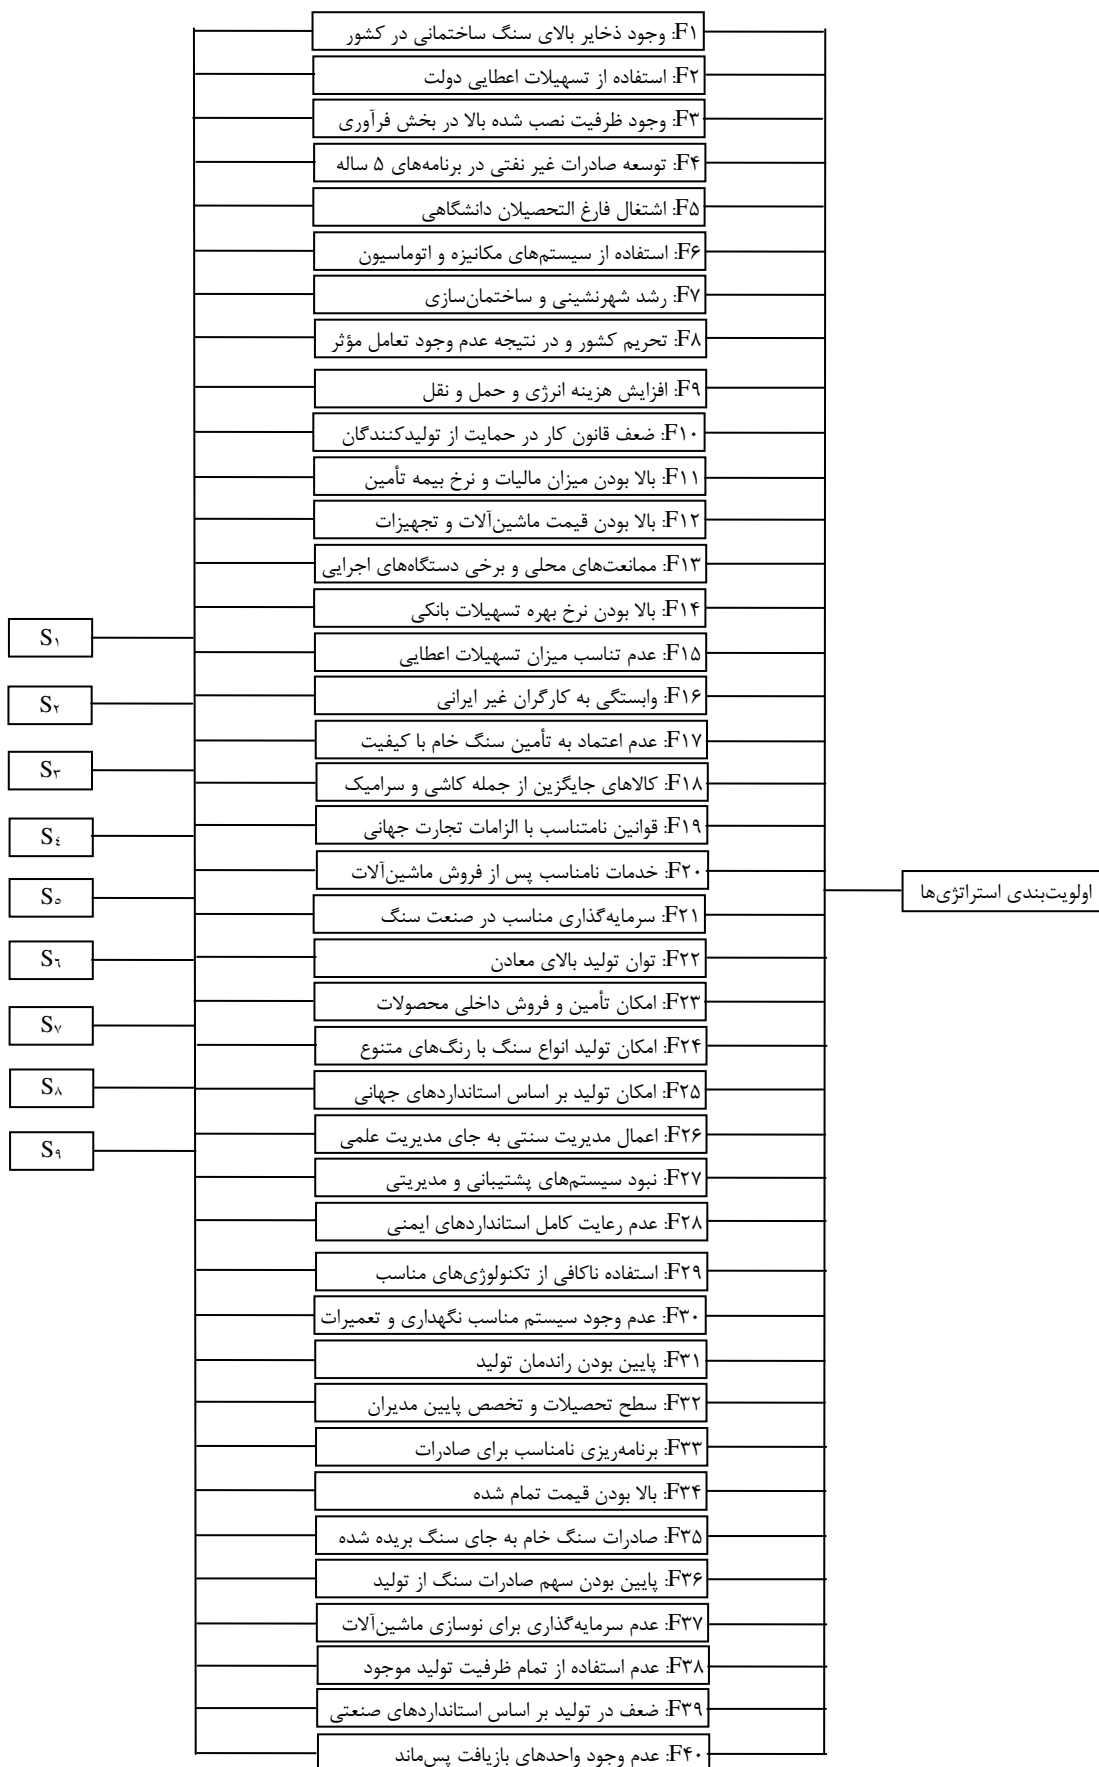 F۱: وجود ذخایر بالای سنگ ساختمانی در کشور
F۲: استفاده از تسهیلات اعطایی دولت
F۳: وجود ظرفیت نصب شده بالا در بخش فرآوری
F۴: توسعه صادرات غیر نفتی در برنامه‌های ۵ ساله
F۵: اشتغال فارغ التحصیلان دانشگاهی
F۶: استفاده از سیستم‌های مکانیزه و اتوماسیون
F۷: رشد شهرنشینی و ساختمان‌سازی
F۸: تحریم کشور و در نتیجه عدم وجود تعامل مؤثر
F۹: افزایش هزینه انرژی و حمل و نقل
F۱۰: ضعف قانون کار در حمایت از تولیدکنندگان
F۱۱: بالا بودن میزان مالیات و نرخ بیمه تأمین
F۱۲: بالا بودن قیمت ماشین‌آلات و تجهیزات
F۱۳: ممانعت‌های محلی و برخی دستگاه‌های اجرایی
F۱۴: بالا بودن نرخ بهره تسهیلات بانکی
F۱۵: عدم تناسب میزان تسهیلات اعطایی
F۱۶: وابستگی به کارگران غیر ایرانی
F۱۷: عدم اعتماد به تأمین سنگ خام با کیفیت
F۱۸: کالاهای جایگزین از جمله کاشی و سرامیک
F۱۹: قوانین نامتناسب با الزامات تجارت جهانی
F۲۰: خدمات نامناسب پس از فروش ماشین‌آلات
F۲۱: سرمایه‌گذاری مناسب در صنعت سنگ
F۲۲: توان تولید بالای معادن
F۲۳: امکان تأمین و فروش داخلی محصولات
F۲۴: امکان تولید انواع سنگ با رنگ‌های متنوع
F۲۵: امکان تولید بر اساس استانداردهای جهانی
F۲۶: اعمال مدیریت سنتی به جای مدیریت علمی
F۲۷: نبود سیستم‌های پشتیبانی و مدیریتی
F۲۸: عدم رعایت کامل استانداردهای ایمنی
F۲۹: استفاده ناکافی از تکنولوژی‌های مناسب
F۳۰: عدم وجود سیستم مناسب نگهداری و تعمیرات
F۳۱: پایین بودن راندمان تولید
F۳۲: سطح تحصیلات و تخصص پایین مدیران
F۳۳: برنامه‌ریزی نامناسب برای صادرات
F۳۴: بالا بودن قیمت تمام شده
F۳۵: صادرات سنگ خام به جای سنگ بریده شده
F۳۶: پایین بودن سهم صادرات سنگ از تولید
F۳۷: عدم سرمایه‌گذاری برای نوسازی ماشین‌آلات
F۳۸: عدم استفاده از تمام ظرفیت تولید موجود
F۳۹: ضعف در تولید بر اساس استانداردهای صنعتی
F۴۰: عدم وجود واحدهای بازیافت پس‌ماند
اولویت‌بندی استراتژی‌ها
S۱
S۲
S۳
S٤
S۵
S٦
S۷
S۸
S۹